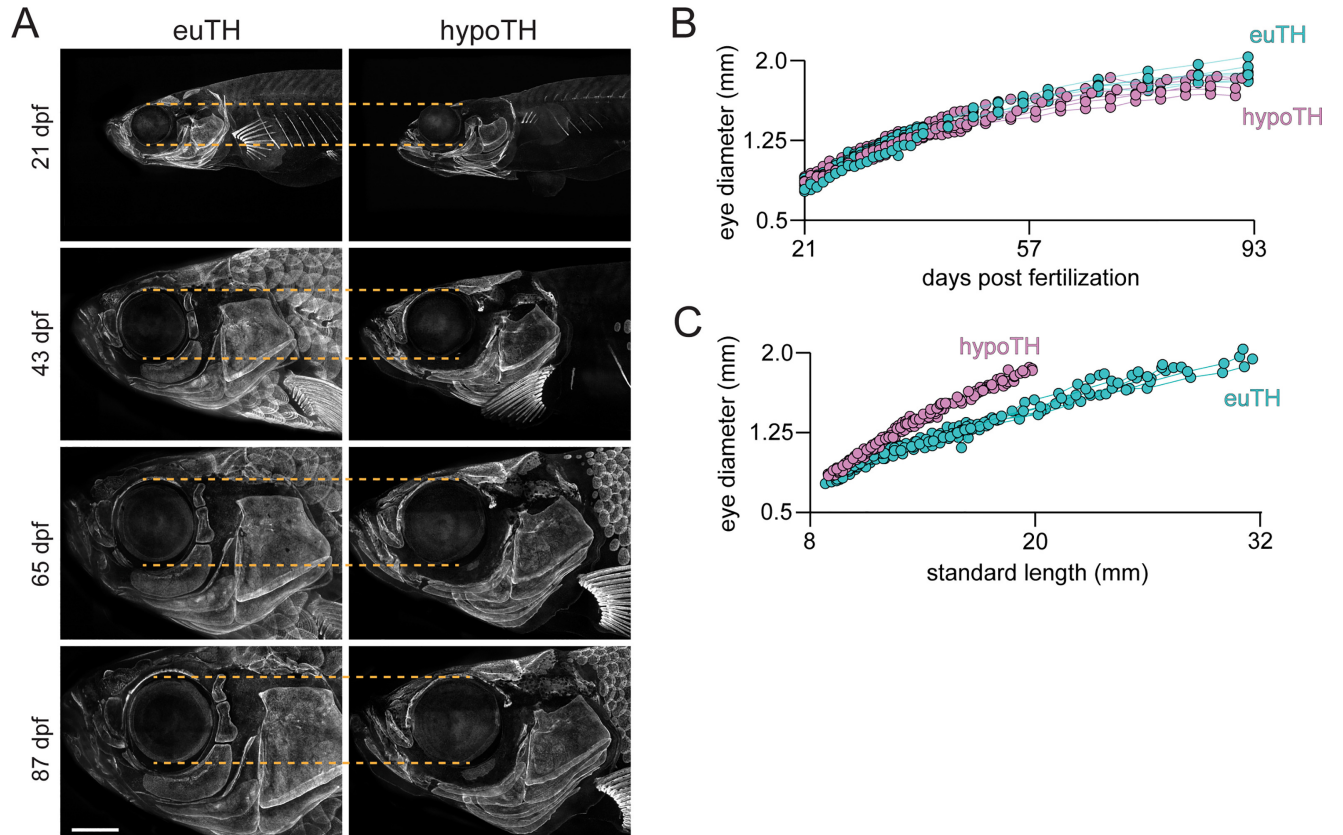 A
euTH
hypoTH
21 dpf
43 dpf
65 dpf
87 dpf
B
eye diameter (mm)
2.0
1.25
0.5
21
57
93
days post fertilization
euTH
hypoTH
C
eye diameter (mm)
2.0
1.25
0.5
8
20
32
standard length (mm)
hypoTH
euTH